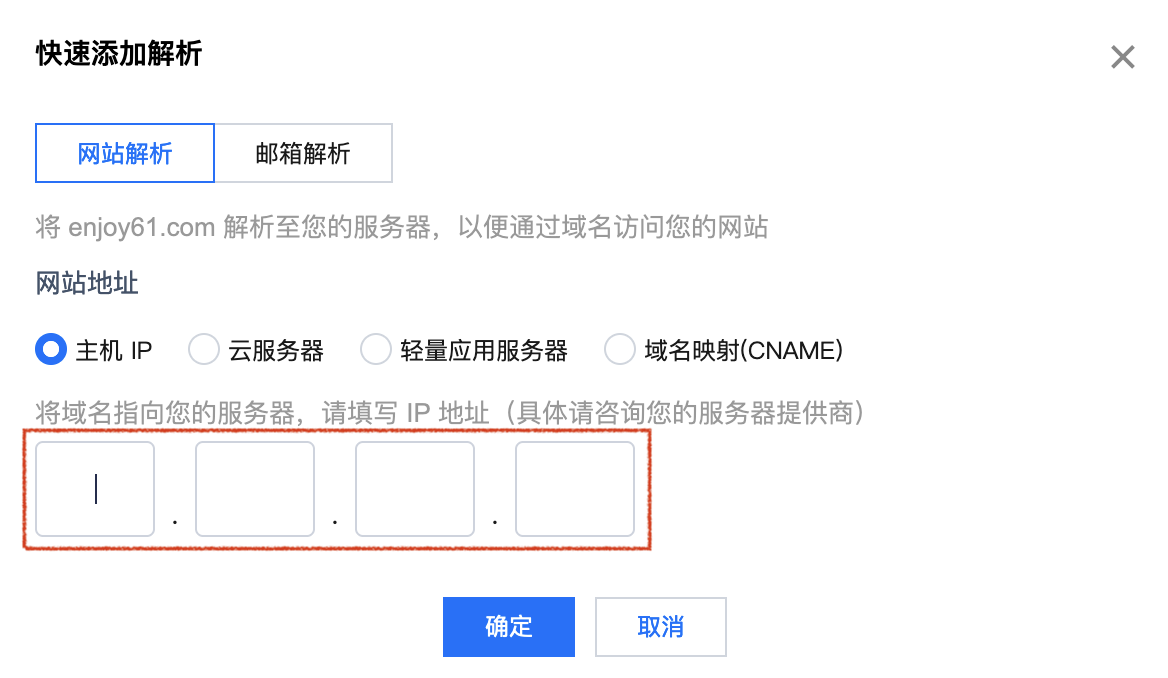 快速添加解析
网站解析 邮箱解析
将 enjoy61.com 解析至您的服务器，以便通过域名访问您的网站
网站地址
主机 IP 云服务器 轻量应用服务器 域名映射(CNAME)
将域名指向您的服务器，请填写 IP 地址（具体请咨询您的服务器提供商）
. . .
确定 取消